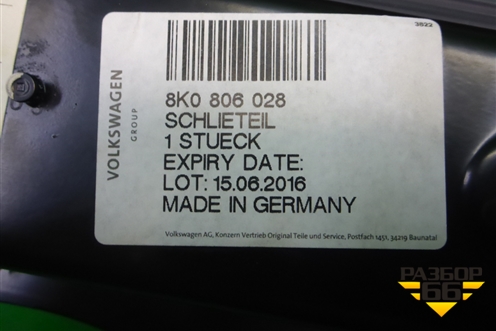 3822
VOLKSWAGEN
GROUP
8K0 806 028
SCHLIETEIL
1 STUECK
EXPIRY DATE:
LOT: 15.06.2016
MADE IN GERMANY
Volkswagen AG, Konzern Vertrieb Original Teile und Service, Postfach 1451, 34219 Baunatal
РАЗБОР
66